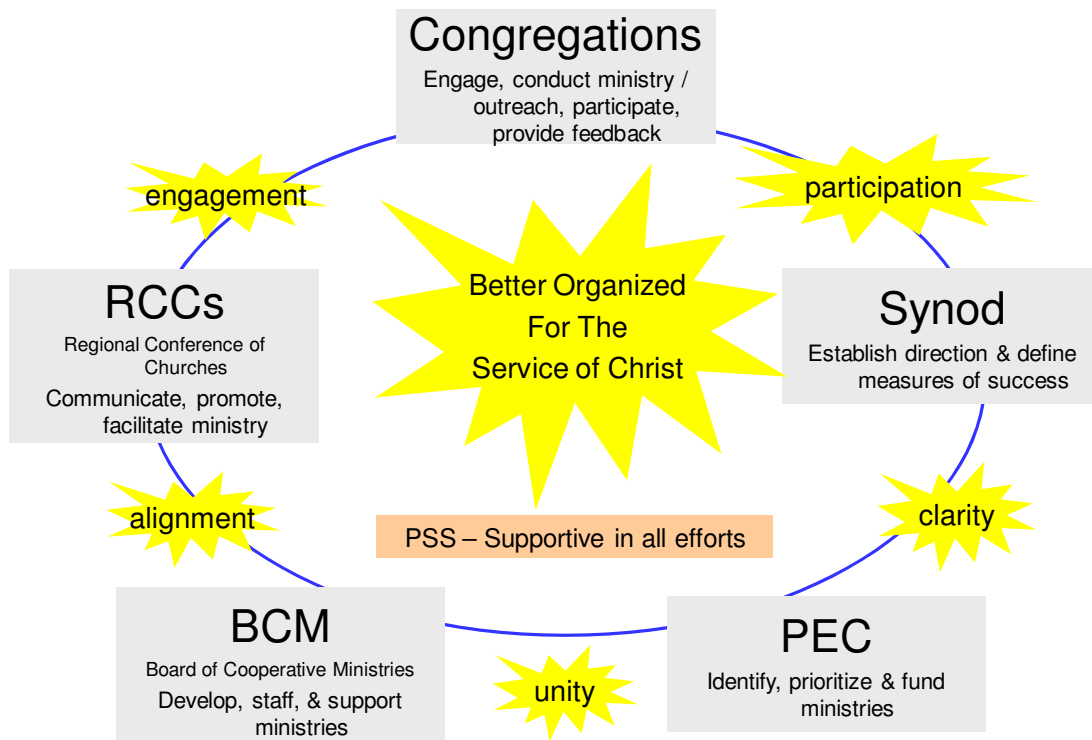 Congregations
Engage, conduct ministry /
outreach, participate,
provide feedback
engagement
participation
Better Organized
For The
Service of Christ
RCCs
Regional Conference of
Churches
Communicate, promote,
facilitate ministry
Synod
Establish direction & define
measures of success
alignment
clarity
PSS – Supportive in all efforts
BCM
Board of Cooperative Ministries
Develop, staff, & support
ministries
unity
PEC
Identify, prioritize & fund
ministries